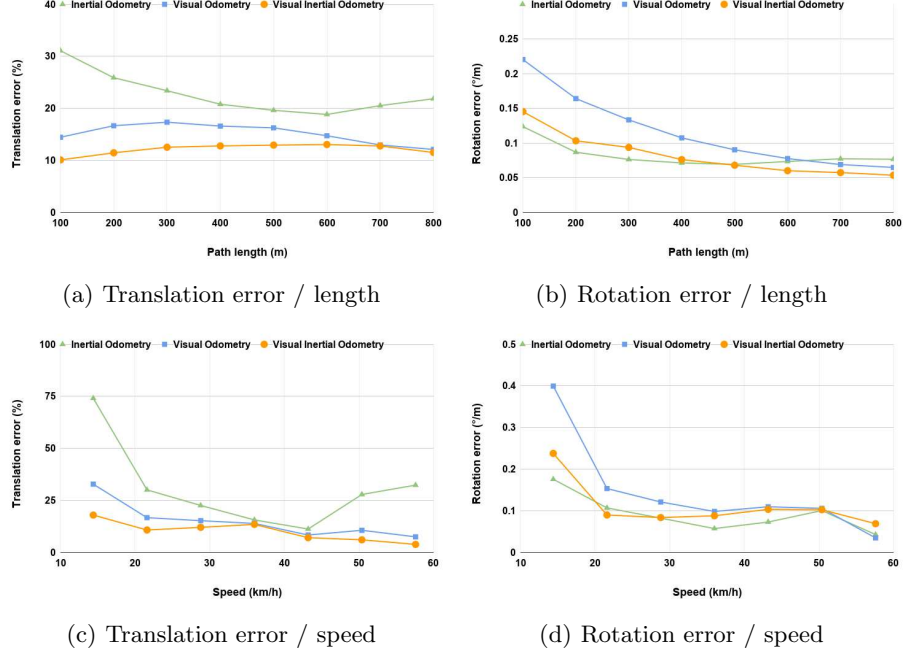 Inertial Odometry Visual Odometry Visual Inertial Odometry
40
30
20
10
0
Translation error (%)
100 200 300 400 500 600 700 800
Path length (m)
(a) Translation error / length
Inertial Odometry Visual Odometry Visual Inertial Odometry
0.25
0.2
0.15
0.1
0.05
0
Rotation error (°/m)
100 200 300 400 500 600 700 800
Path length (m)
(b) Rotation error / length
Inertial Odometry Visual Odometry Visual Inertial Odometry
100
75
50
25
0
Translation error (%)
10 20 30 40 50 60
Speed (km/h)
(c) Translation error / speed
Inertial Odometry Visual Odometry Visual Inertial Odometry
0.5
0.4
0.3
0.2
0.1
0
Rotation error (°/m)
10 20 30 40 50 60
Speed (km/h)
(d) Rotation error / speed